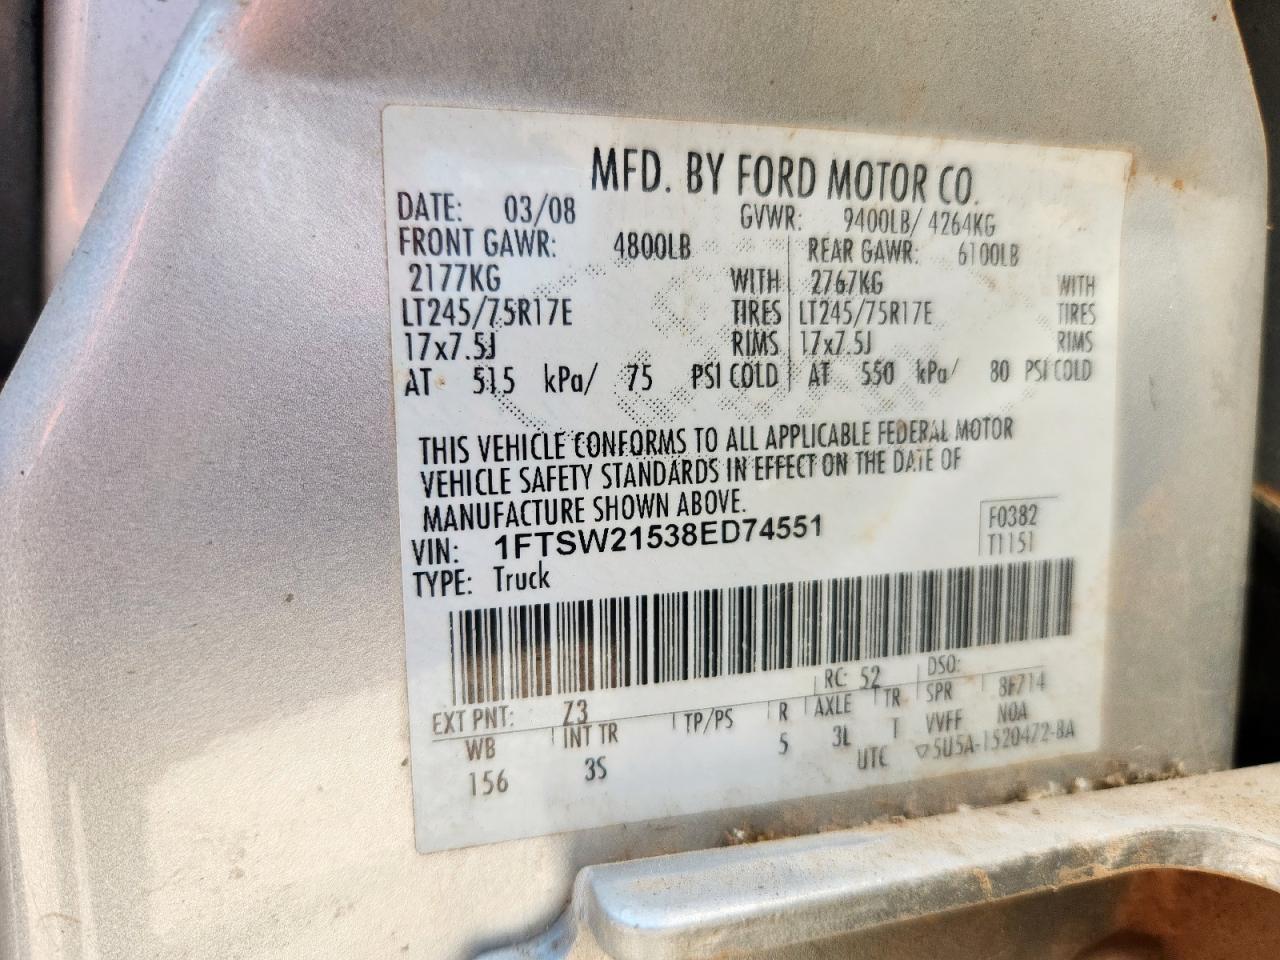 MFD. BY FORD MOTOR CO.
DATE: 03/08 GVWR: 9400LB/ 4264KG
FRONT GAWR: 4800LB REAR GAWR: 6100LB
2177KG WITH 2767KG WITH
LT245/75R17E TIRES LT245/75R17E TIRES
17x7.5J RIMS 17x7.5J RIMS
AT 515 kPa/ 75 PSI COLD AT 550 kPa/ 80 PSI COLD
THIS VEHICLE CONFORMS TO ALL APPLICABLE FEDERAL MOTOR
VEHICLE SAFETY STANDARDS IN EFFECT ON THE DATE OF
MANUFACTURE SHOWN ABOVE.
VIN: 1FTSW21538ED74551 F0382
TYPE: Truck T1151
EXT PNT: Z3 RC: 52 DSO:
WB INT TR TP/PS R AXLE TR SPR 8F714
156 3S 5 3L T VVFF NOA
UTC ▽5U5A-1520472-BA